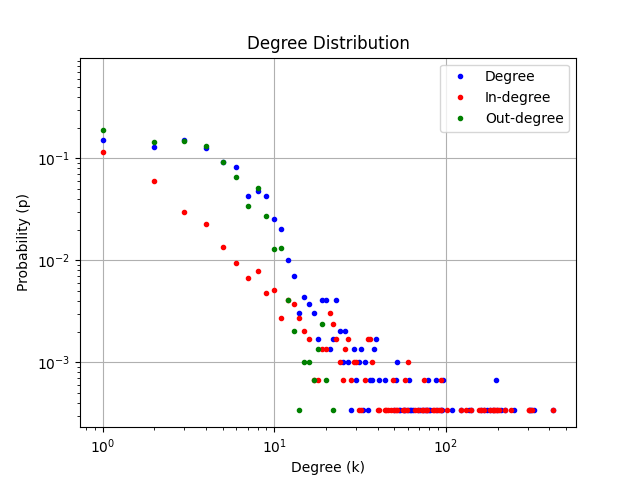 Degree Distribution
Degree
In-degree
Out-degree
Probability (p)
10⁻¹
10⁻²
10⁻³
10⁰
10¹
10²
Degree (k)